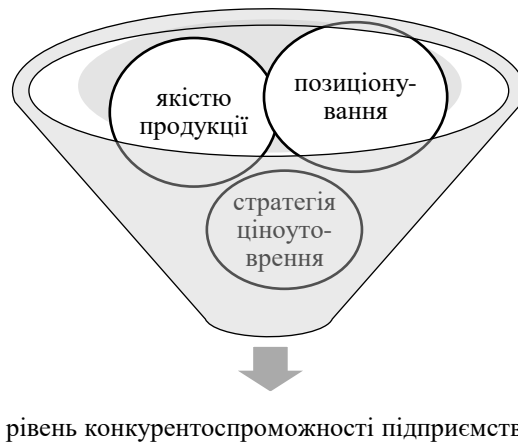 якістю
продукції
позиціону-
вання
стратегія
ціноуто-
врення
рівень конкурентоспроможності підприємств